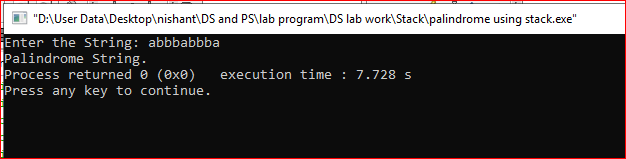 "D:\User Data\Desktop\nishant\DS and PS\lab program\DS lab work\Stack\palindrome using stack.exe"
Enter the String: abbbabbba
Palindrome String.
Process returned 0 (0x0)   execution time : 7.728 s
Press any key to continue.